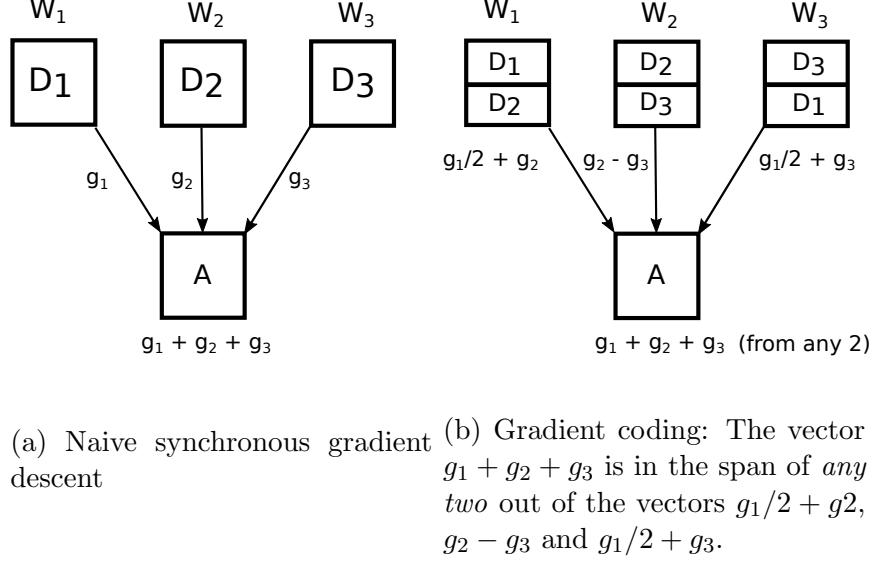 W₁ W₂ W₃
D₁ D₂ D₃
g₁ g₂ g₃
A
g₁ + g₂ + g₃
(a) Naive synchronous gradient
descent
W₁ W₂ W₃
D₁ D₂ D₃
D₂ D₃ D₁
g₁/2 + g₂ g₂ - g₃ g₁/2 + g₃
A
g₁ + g₂ + g₃ (from any 2)
(b) Gradient coding: The vector
g₁ + g₂ + g₃ is in the span of any
two out of the vectors g₁/2 + g2,
g₂ − g₃ and g₁/2 + g₃.